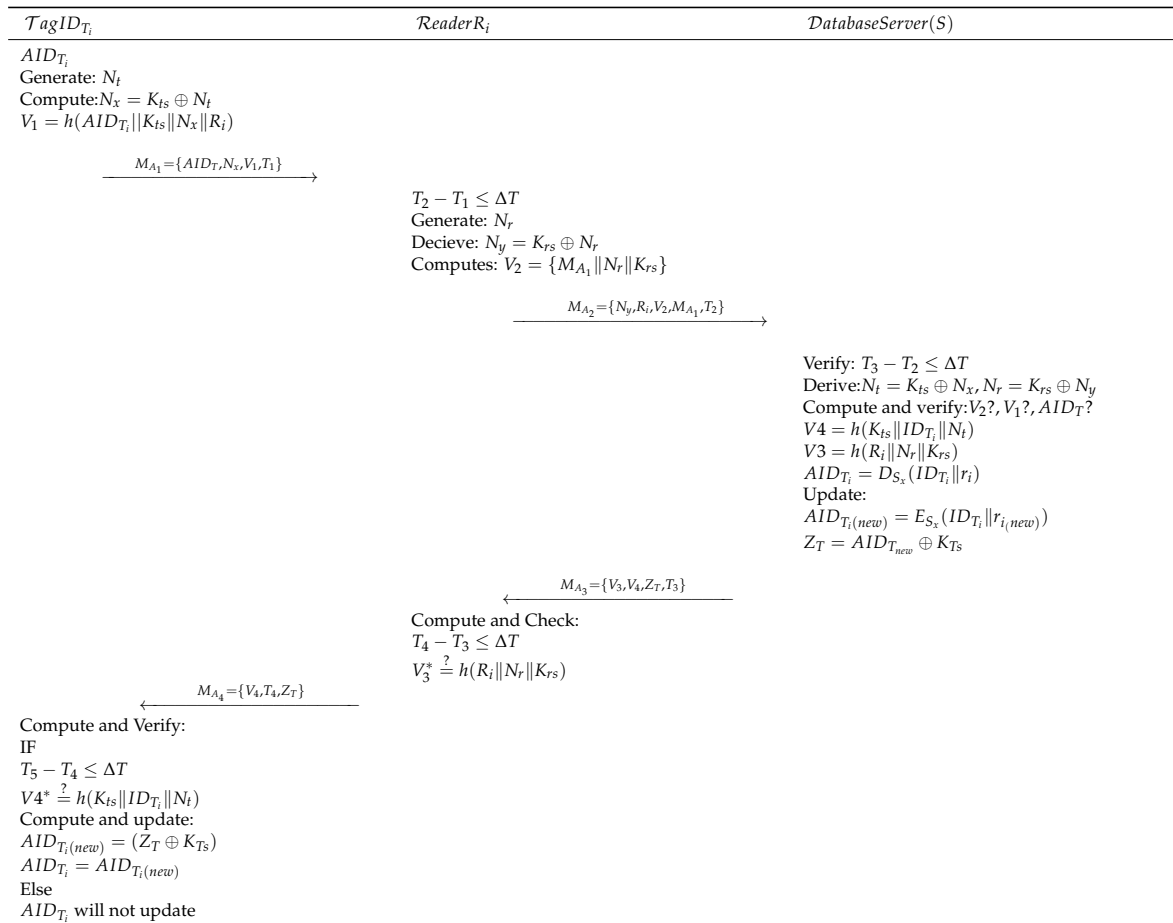 𝒯agID_{T_i} ℛeaderR_i 𝒟atabaseServer(S)
AID_{T_i}
Generate: N_t
Compute:N_x = K_{ts} ⊕ N_t
V_1 = h(AID_{T_i}||K_{ts}‖N_x‖R_i)
M_{A_1}={AID_T,N_x,V_1,T_1}
T_2 − T_1 ≤ ΔT
Generate: N_r
Decieve: N_y = K_{rs} ⊕ N_r
Computes: V_2 = {M_{A_1}‖N_r‖K_{rs}}
M_{A_2}={N_y,R_i,V_2,M_{A_1},T_2}
Verify: T_3 − T_2 ≤ ΔT
Derive:N_t = K_{ts} ⊕ N_x, N_r = K_{rs} ⊕ N_y
Compute and verify:V_2?, V_1?, AID_T?
V4 = h(K_{ts}‖ID_{T_i}‖N_t)
V3 = h(R_i‖N_r‖K_{rs})
AID_{T_i} = D_{S_x}(ID_{T_i}‖r_i)
Update:
AID_{T_i(new)} = E_{S_x}(ID_{T_i}‖r_{i_(new)})
Z_T = AID_{T_{new}} ⊕ K_{Ts}
M_{A_3}={V_3,V_4,Z_T,T_3}
Compute and Check:
T_4 − T_3 ≤ ΔT
V_3^* ≟ h(R_i‖N_r‖K_{rs})
M_{A_4}={V_4,T_4,Z_T}
Compute and Verify:
IF
T_5 − T_4 ≤ ΔT
V4* ≟ h(K_{ts}‖ID_{T_i}‖N_t)
Compute and update:
AID_{T_i(new)} = (Z_T ⊕ K_{Ts})
AID_{T_i} = AID_{T_i(new)}
Else
AID_{T_i} will not update